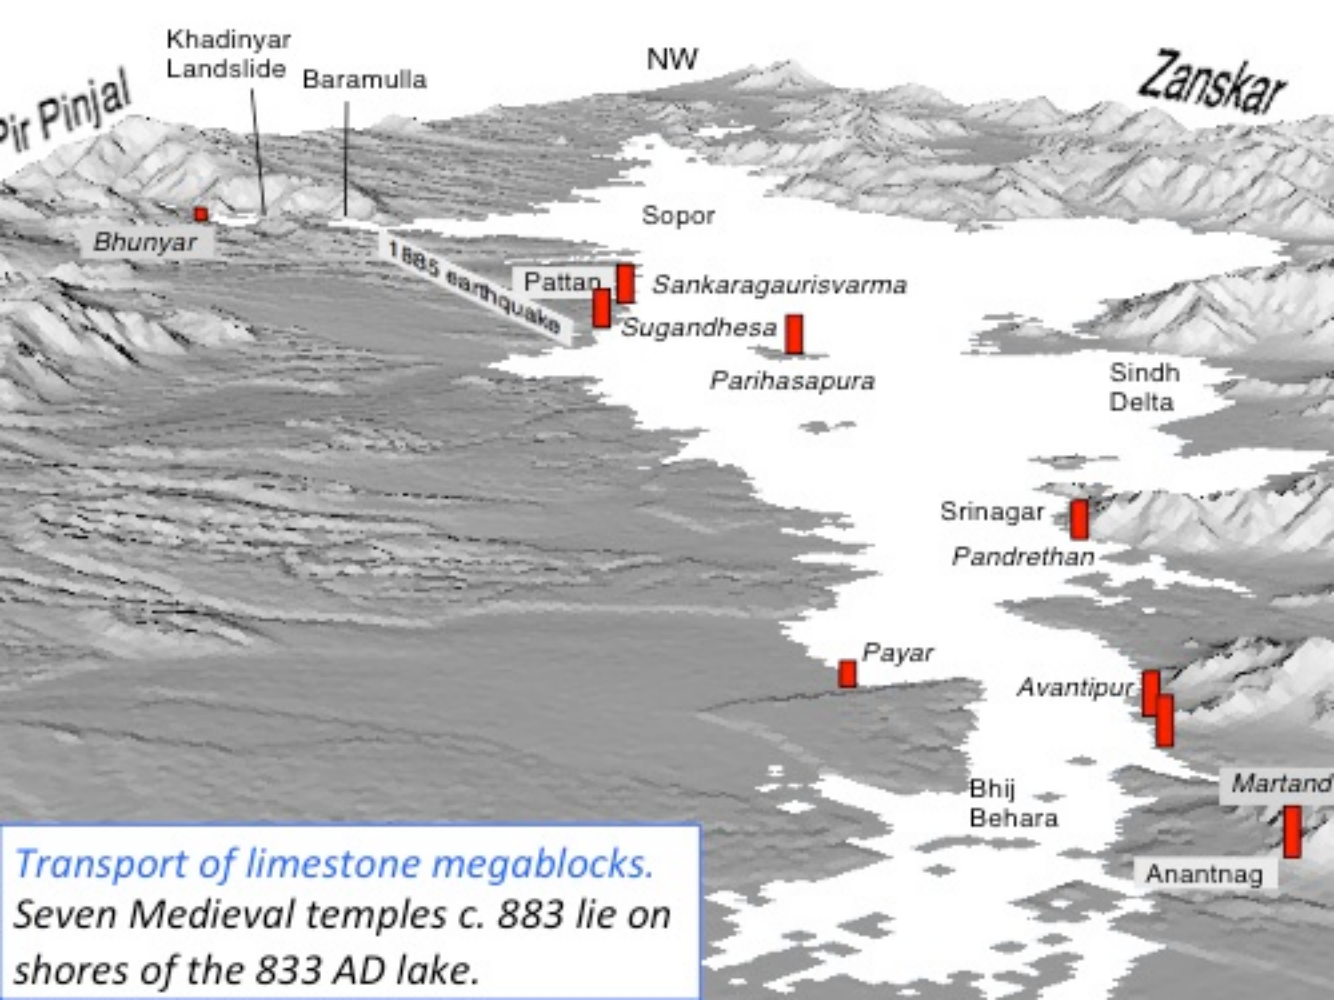 Khadinyar
Landslide
Baramulla
NW
Zanskar
Pir Pinjal
Sopor
Bhunyar
1885 earthquake
Pattan
Sankaragaurisvarma
Sugandhesa
Parihasapura
Sindh
Delta
Srinagar
Pandrethan
Payar
Avantipur
Bhij
Behara
Martand
Anantnag
Transport of limestone megablocks.
Seven Medieval temples c. 883 lie on
shores of the 833 AD lake.